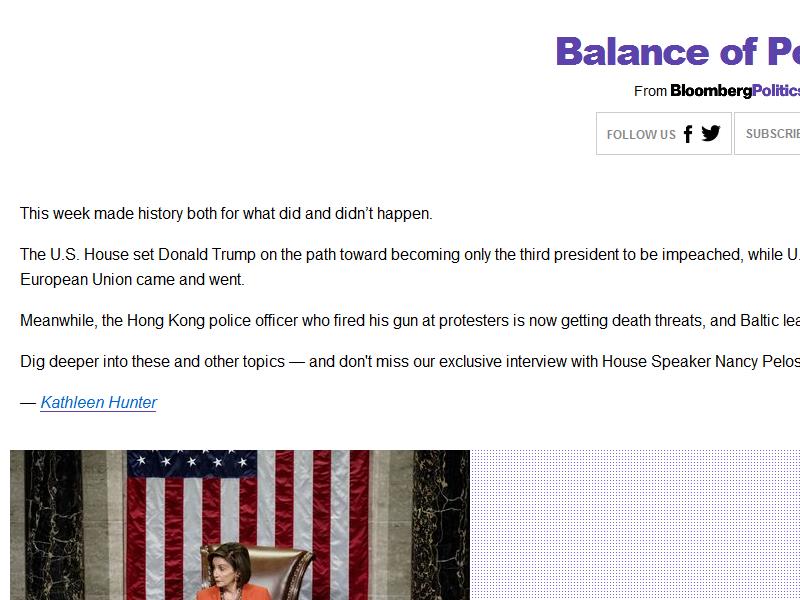 Balance of Po
From BloombergPolitics
FOLLOW US
SUBSCRIBE
This week made history both for what did and didn’t happen.
The U.S. House set Donald Trump on the path toward becoming only the third president to be impeached, while U.
European Union came and went.
Meanwhile, the Hong Kong police officer who fired his gun at protesters is now getting death threats, and Baltic lea
Dig deeper into these and other topics — and don't miss our exclusive interview with House Speaker Nancy Pelos
— Kathleen Hunter